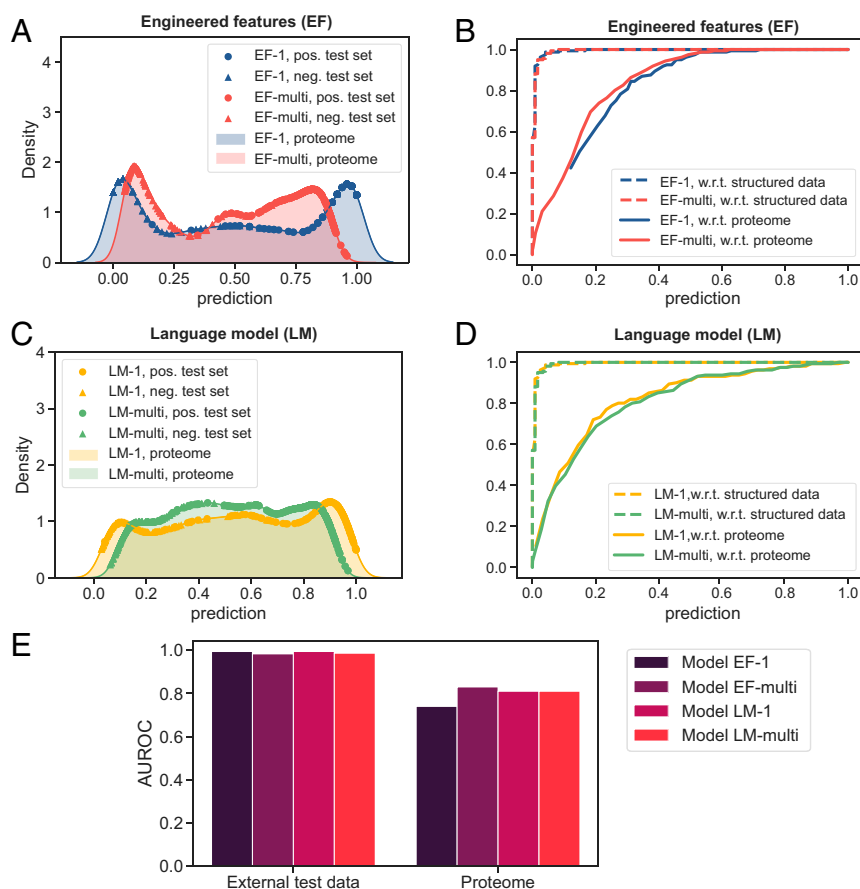 A
Engineered features (EF)
4
3
2
1
0
Density
EF-1, pos. test set
EF-1, neg. test set
EF-multi, pos. test set
EF-multi, neg. test set
EF-1, proteome
EF-multi, proteome
0.00 0.25 0.50 0.75 1.00
prediction
B
Engineered features (EF)
1.0
0.8
0.6
0.4
0.2
0.0
EF-1, w.r.t. structured data
EF-multi, w.r.t. structured data
EF-1, w.r.t. proteome
EF-multi, w.r.t. proteome
0.0 0.2 0.4 0.6 0.8 1.0
prediction
C
Language model (LM)
4
3
2
1
0
Density
LM-1, pos. test set
LM-1, neg. test set
LM-multi, pos. test set
LM-multi, neg. test set
LM-1, proteome
LM-multi, proteome
0.0 0.2 0.4 0.6 0.8 1.0
prediction
D
Language model (LM)
1.0
0.8
0.6
0.4
0.2
0.0
LM-1,w.r.t. structured data
LM-multi, w.r.t. structured data
LM-1,w.r.t. proteome
LM-multi, w.r.t. proteome
0.0 0.2 0.4 0.6 0.8 1.0
prediction
E
1.0
0.8
0.6
0.4
0.2
0.0
AUROC
External test data Proteome
Model EF-1
Model EF-multi
Model LM-1
Model LM-multi